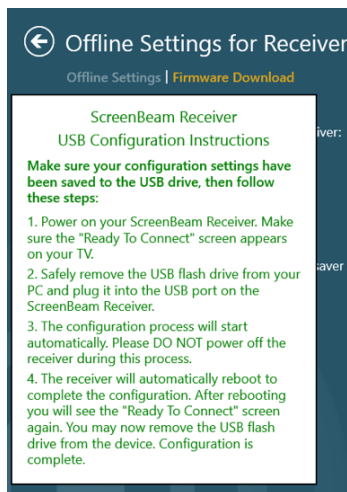 Offline Settings for Receiver
Offline Settings | Firmware Download
ScreenBeam Receiver
USB Configuration Instructions
iver:
Make sure your configuration settings have
been saved to the USB drive, then follow
these steps:
1. Power on your ScreenBeam Receiver. Make
sure the "Ready To Connect" screen appears
on your TV.
saver
2. Safely remove the USB flash drive from your
PC and plug it into the USB port on the
ScreenBeam Receiver.
3. The configuration process will start
automatically. Please DO NOT power off the
receiver during this process.
4. The receiver will automatically reboot to
complete the configuration. After rebooting
you will see the "Ready To Connect" screen
again. You may now remove the USB flash
drive from the device. Configuration is
complete.